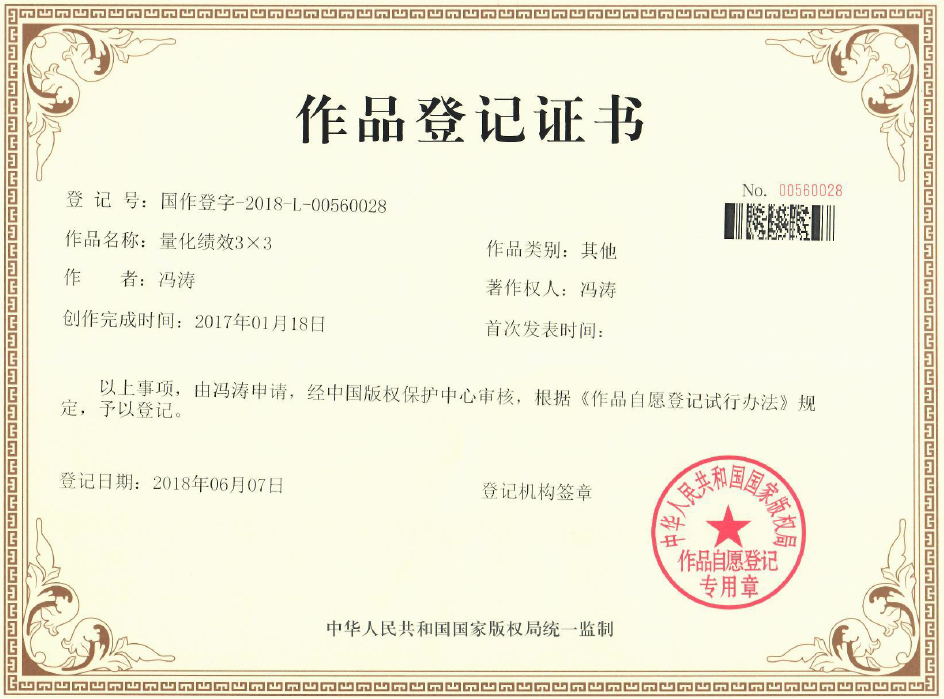 作品登记证书
No. 00560028
登 记 号：国作登字-2018-L-00560028
作品名称：量化绩效3×3
作品类别：其他
作 者：冯涛
著作权人：冯涛
创作完成时间：2017年01月18日
首次发表时间：
以上事项，由冯涛申请，经中国版权保护中心审核，根据《作品自愿登记试行办法》规
定，予以登记。
登记日期：2018年06月07日
登记机构签章
中华人民共和国国家版权局
作品自愿登记
专用章
中华人民共和国国家版权局统一监制